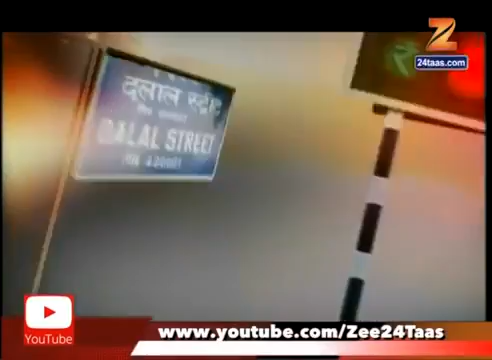 24taas.com
दलाल स्ट्रीट
DALAL STREET
YouTube
www.youtube.com/Zee24Taas